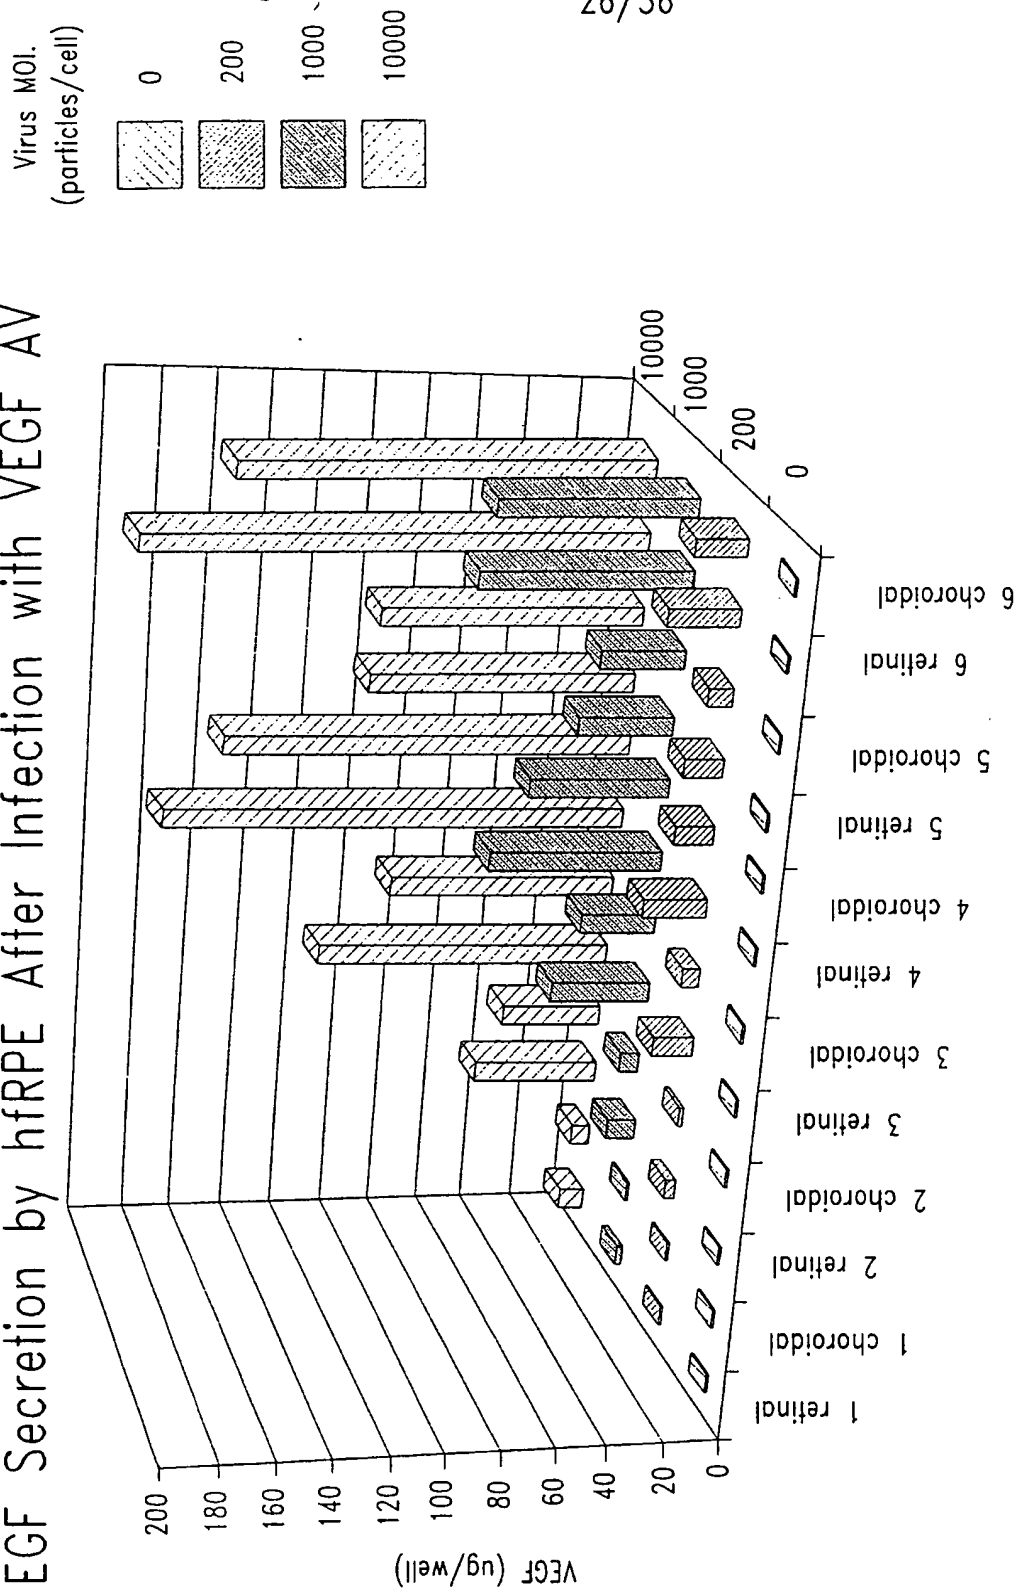 26/97
EGF Secretion by hfRPE After Infection with VEGF AV
Virus MOI.
(particles/cell)
0
200
1000
10000
VEGF (ug/well)
200
180
160
140
120
100
80
60
40
20
0
1 retinal
1 choroidal
2 retinal
2 choroidal
3 retinal
3 choroidal
4 retinal
4 choroidal
5 retinal
5 choroidal
6 retinal
6 choroidal
0
200
1000
10000